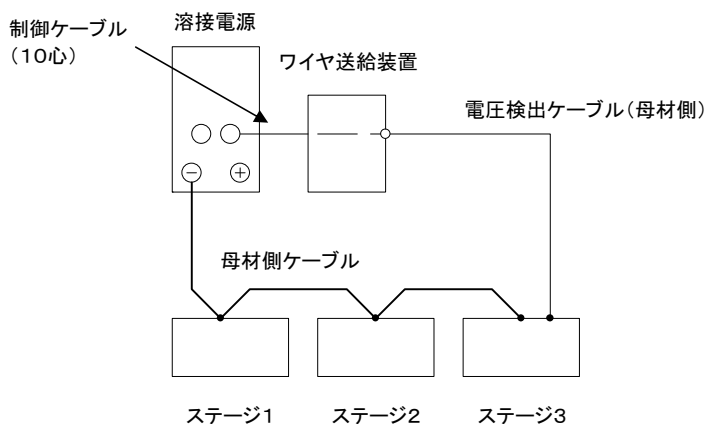 制御ケーブル
(10心)
溶接電源
ワイヤ送給装置
電圧検出ケーブル(母材側)
− +
母材側ケーブル
ステージ1 ステージ2 ステージ3